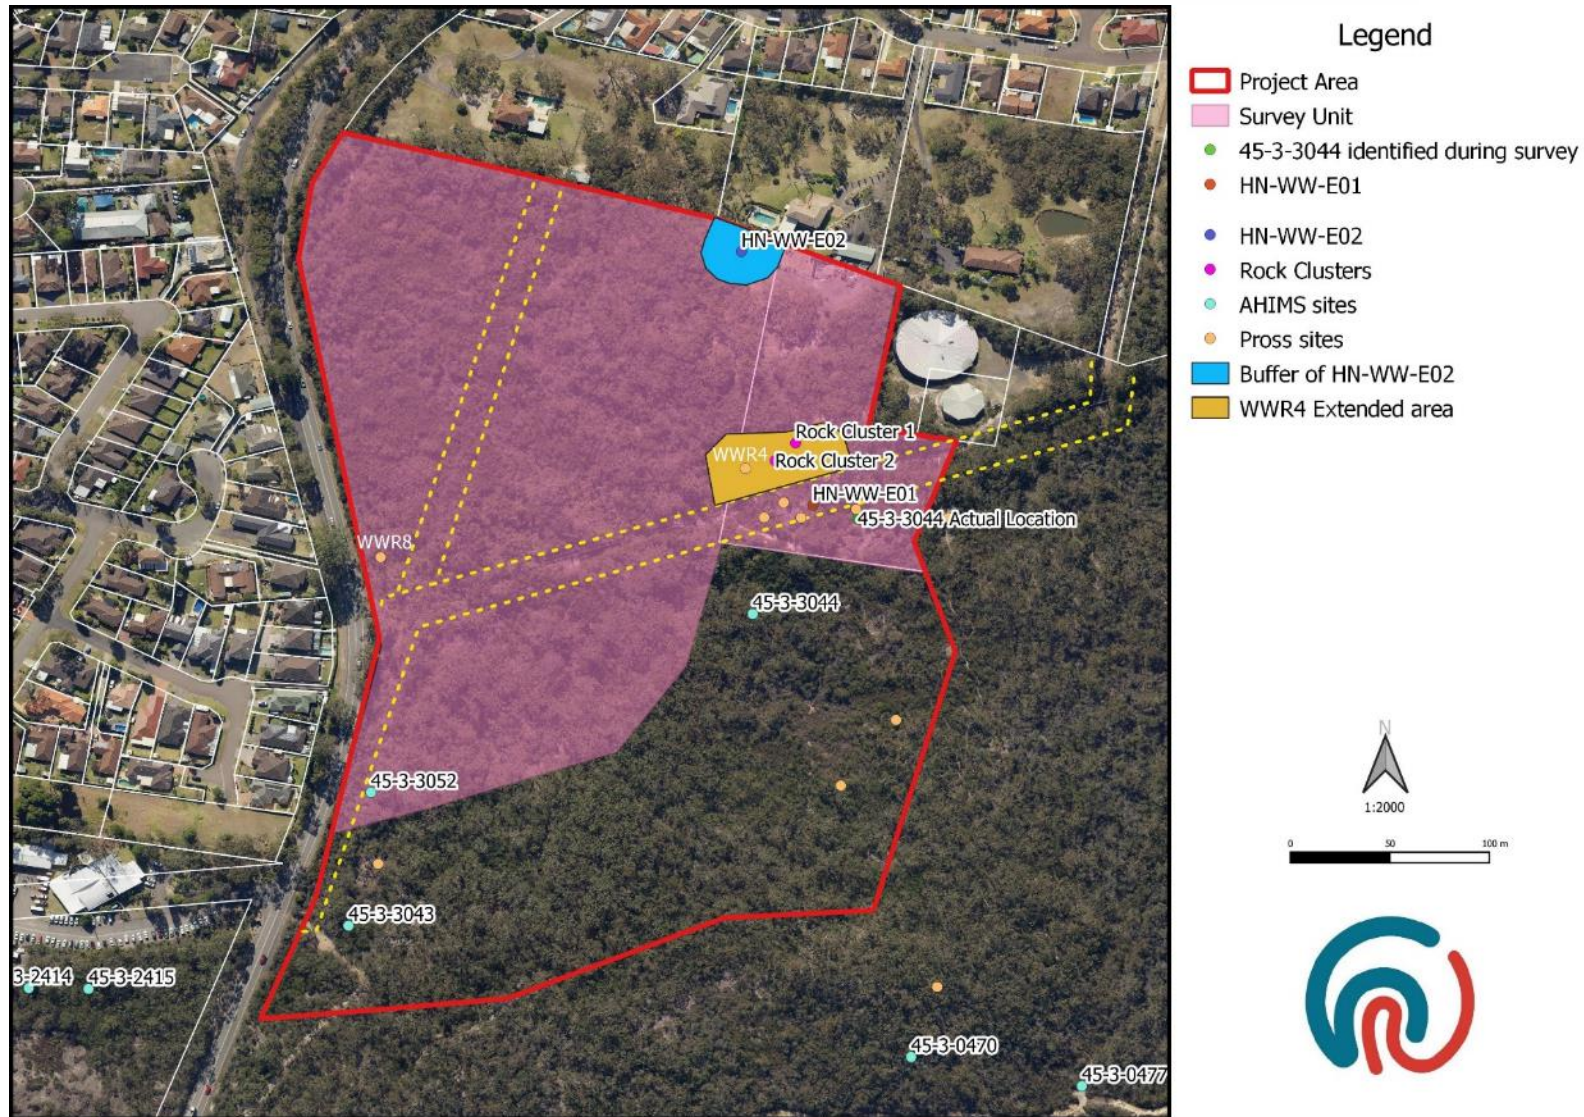 Legend
Project Area
Survey Unit
45-3-3044 identified during survey
HN-WW-E01
HN-WW-E02
Rock Clusters
AHIMS sites
Pross sites
Buffer of HN-WW-E02
WWR4 Extended area
HN-WW-E02
Rock Cluster 1
WWR4
Rock Cluster 2
HN-WW-E01
45-3-3044 Actual Location
WWR8
45-3-3044
45-3-3052
45-3-3043
3-2414
45-3-2415
45-3-0470
45-3-0477
N
1:2000
0 50 100 m